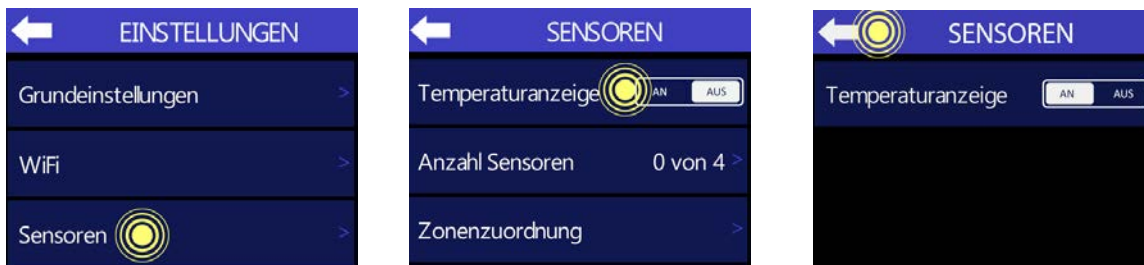 EINSTELLUNGEN
Grundeinstellungen >
WiFi >
Sensoren >
SENSOREN
Temperaturanzeige AN AUS
Anzahl Sensoren 0 von 4 >
Zonenzuordnung >
SENSOREN
Temperaturanzeige AN AUS